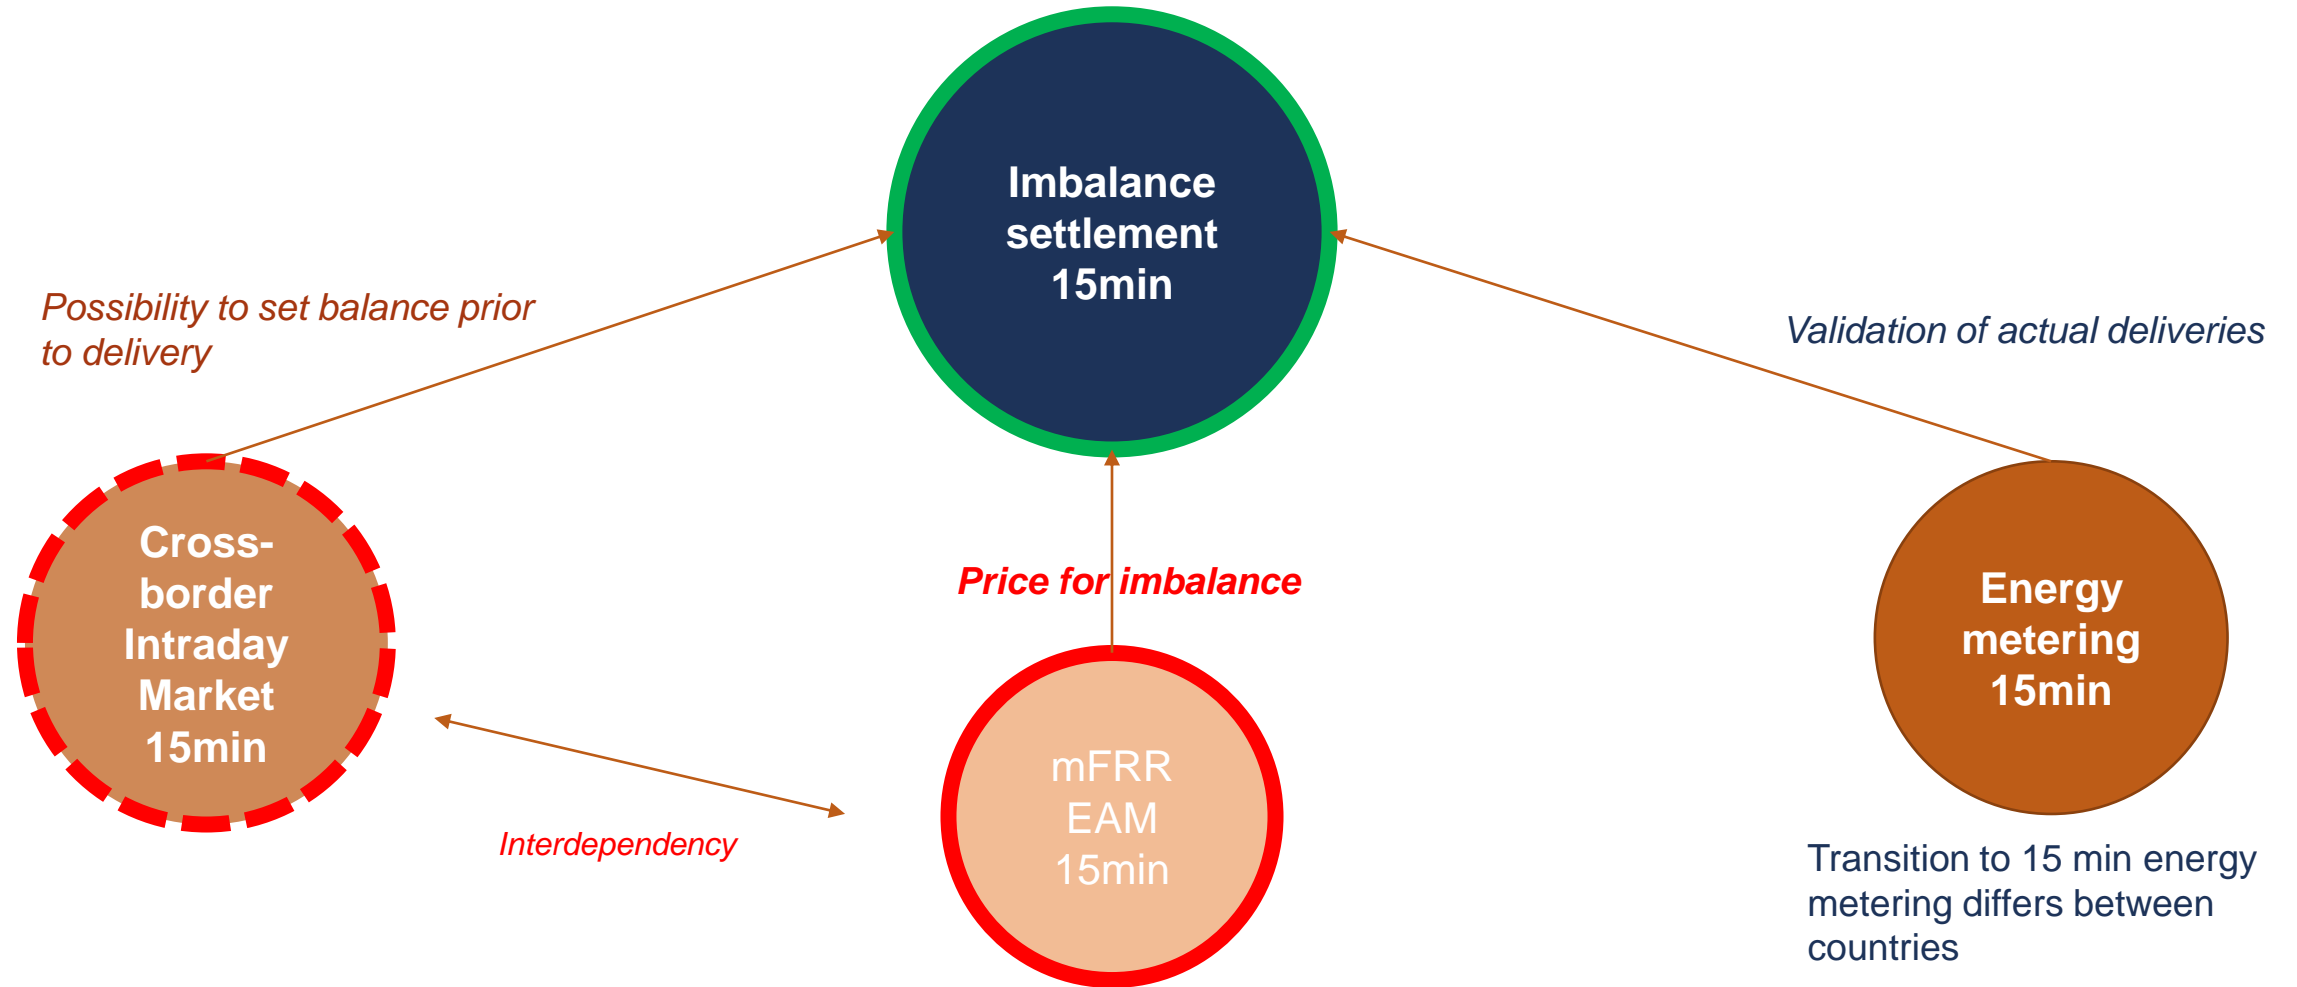 Imbalance
settlement
15min
Possibility to set balance prior
to delivery
Validation of actual deliveries
Cross-
border
Intraday
Market
15min
Price for imbalance
Energy
metering
15min
mFRR
EAM
15min
Interdependency
Transition to 15 min energy
metering differs between
countries